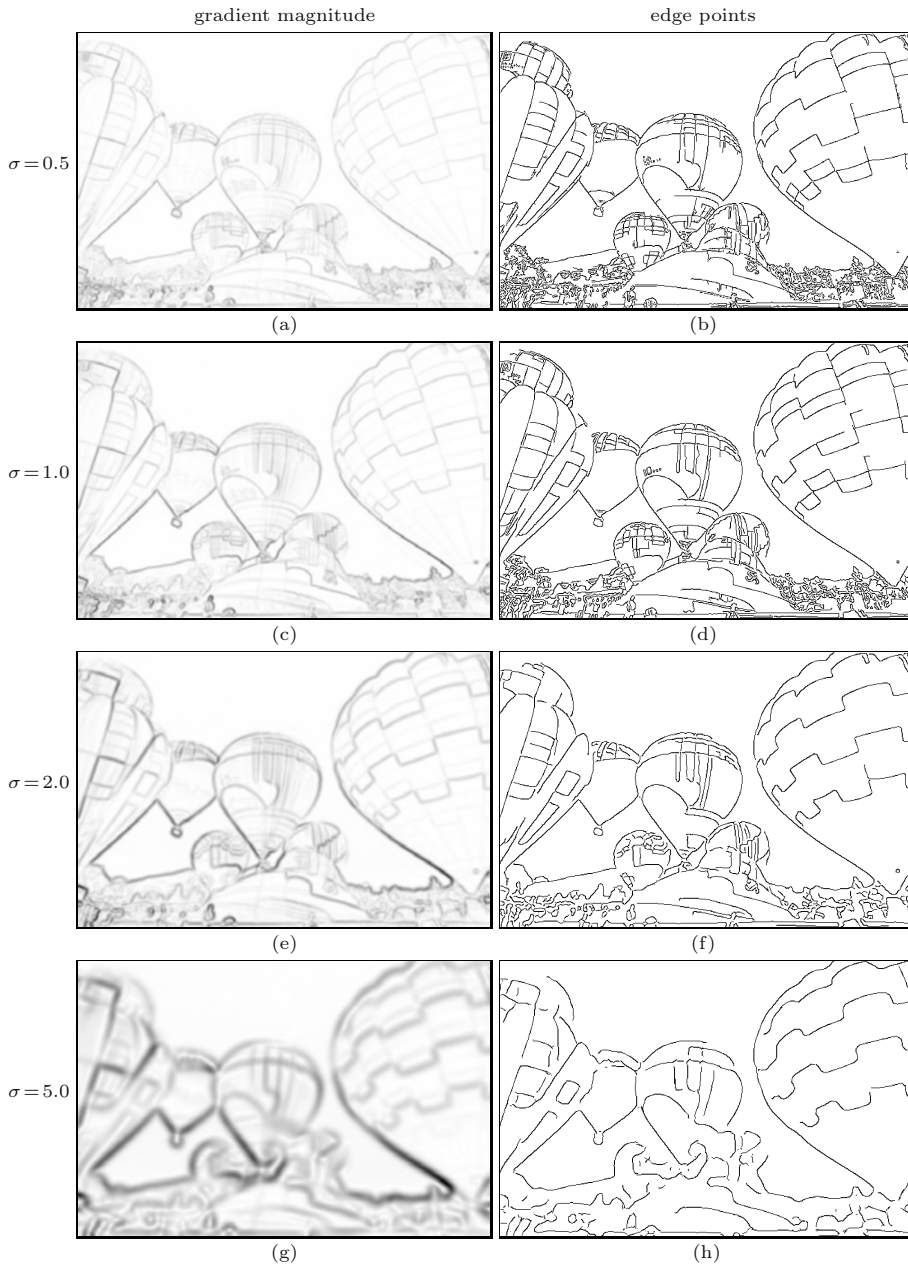 gradient magnitude edge points
σ = 0.5
(a) (b)
σ = 1.0
(c) (d)
σ = 2.0
(e) (f)
σ = 5.0
(g) (h)